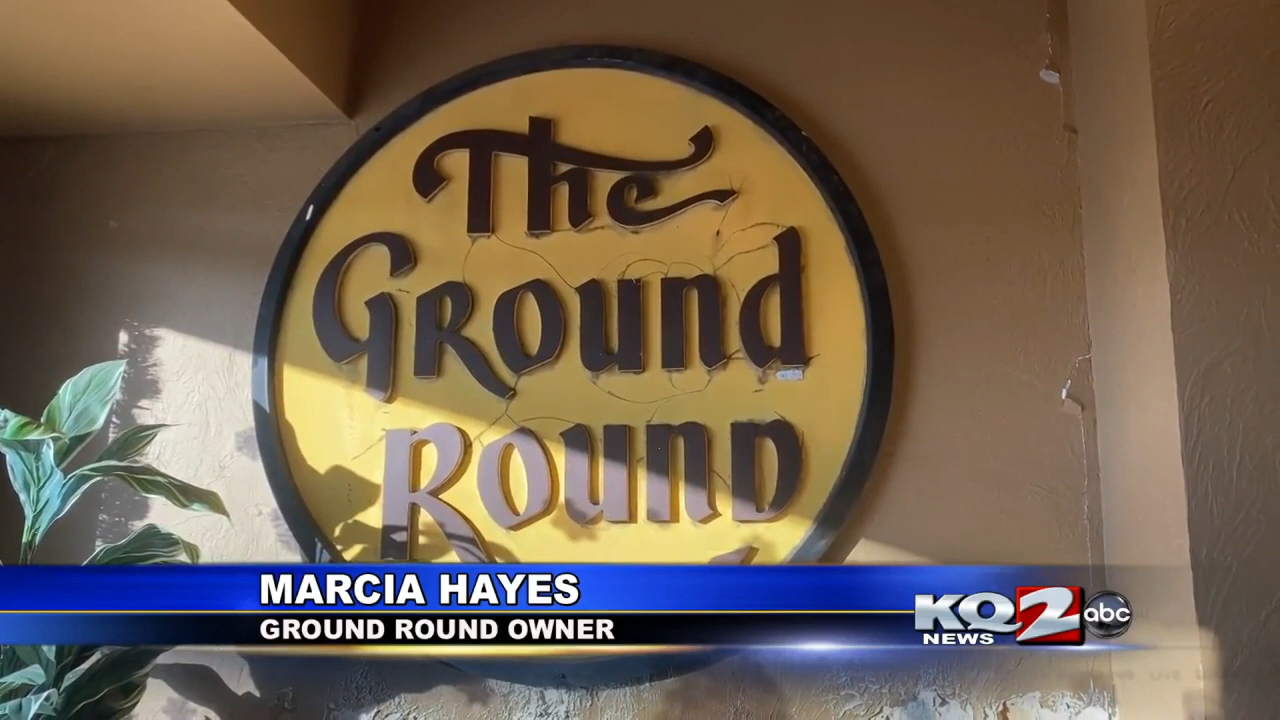 The
Ground
Round
MARCIA HAYES
GROUND ROUND OWNER
KQ2
NEWS
abc